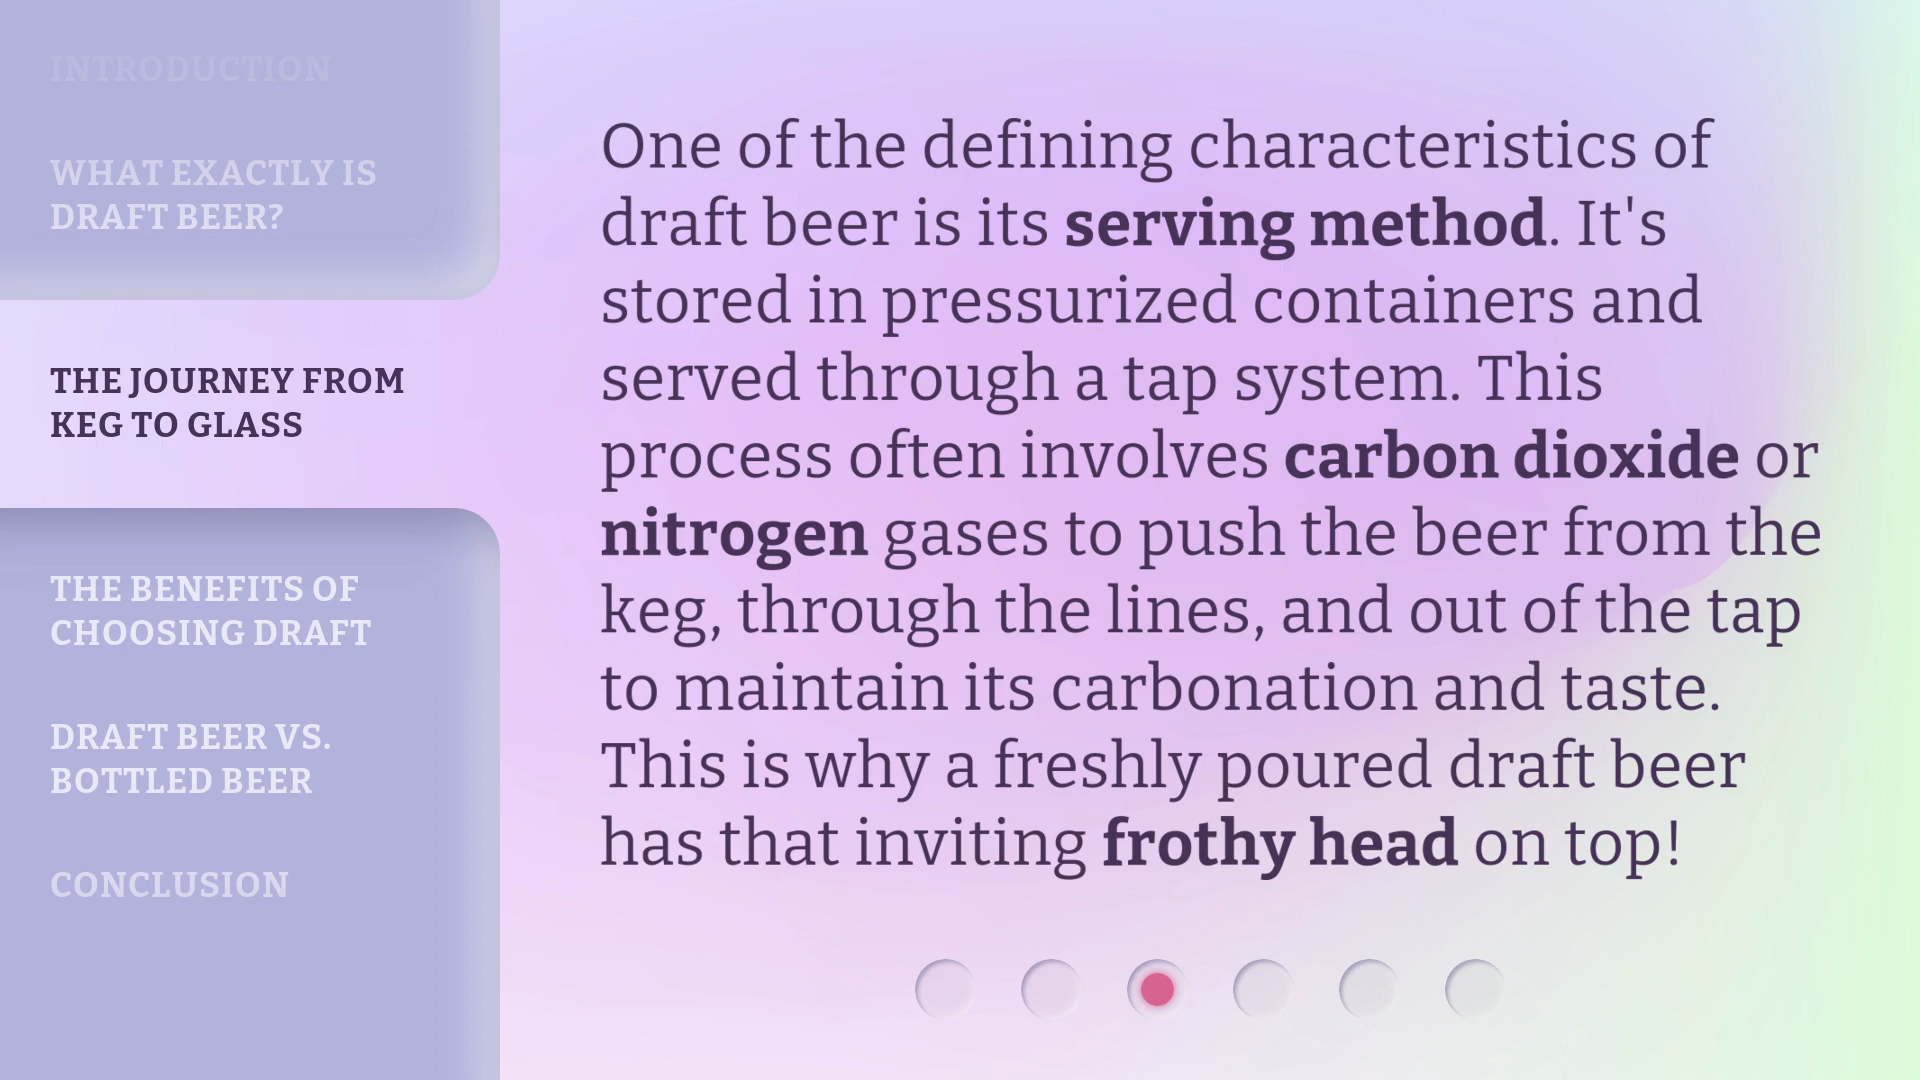 INTRODUCTION
WHAT EXACTLY IS
DRAFT BEER?
THE JOURNEY FROM
KEG TO GLASS
THE BENEFITS OF
CHOOSING DRAFT
DRAFT BEER VS.
BOTTLED BEER
CONCLUSION
One of the defining characteristics of
draft beer is its serving method. It's
stored in pressurized containers and
served through a tap system. This
process often involves carbon dioxide or
nitrogen gases to push the beer from the
keg, through the lines, and out of the tap
to maintain its carbonation and taste.
This is why a freshly poured draft beer
has that inviting frothy head on top!